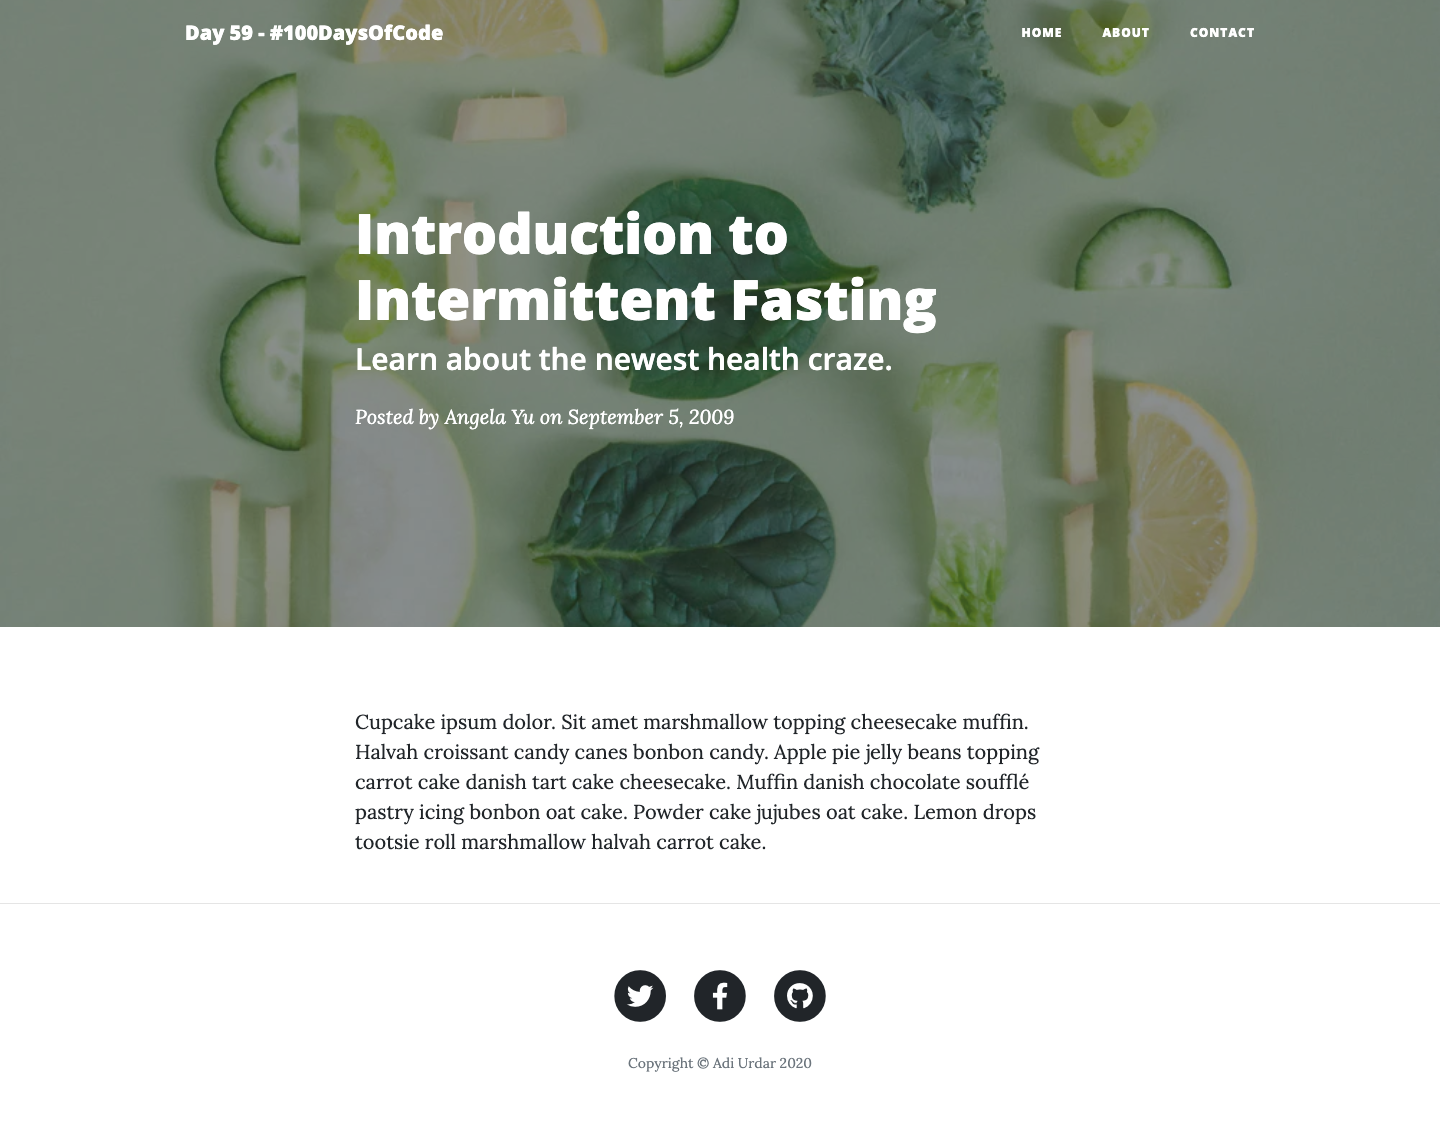 Day 59 - #100DaysOfCode
HOME ABOUT CONTACT
Introduction to
Intermittent Fasting
Learn about the newest health craze.
Posted by Angela Yu on September 5, 2009
Cupcake ipsum dolor. Sit amet marshmallow topping cheesecake muffin.
Halvah croissant candy canes bonbon candy. Apple pie jelly beans topping
carrot cake danish tart cake cheesecake. Muffin danish chocolate soufflé
pastry icing bonbon oat cake. Powder cake jujubes oat cake. Lemon drops
tootsie roll marshmallow halvah carrot cake.
Copyright © Adi Urdar 2020